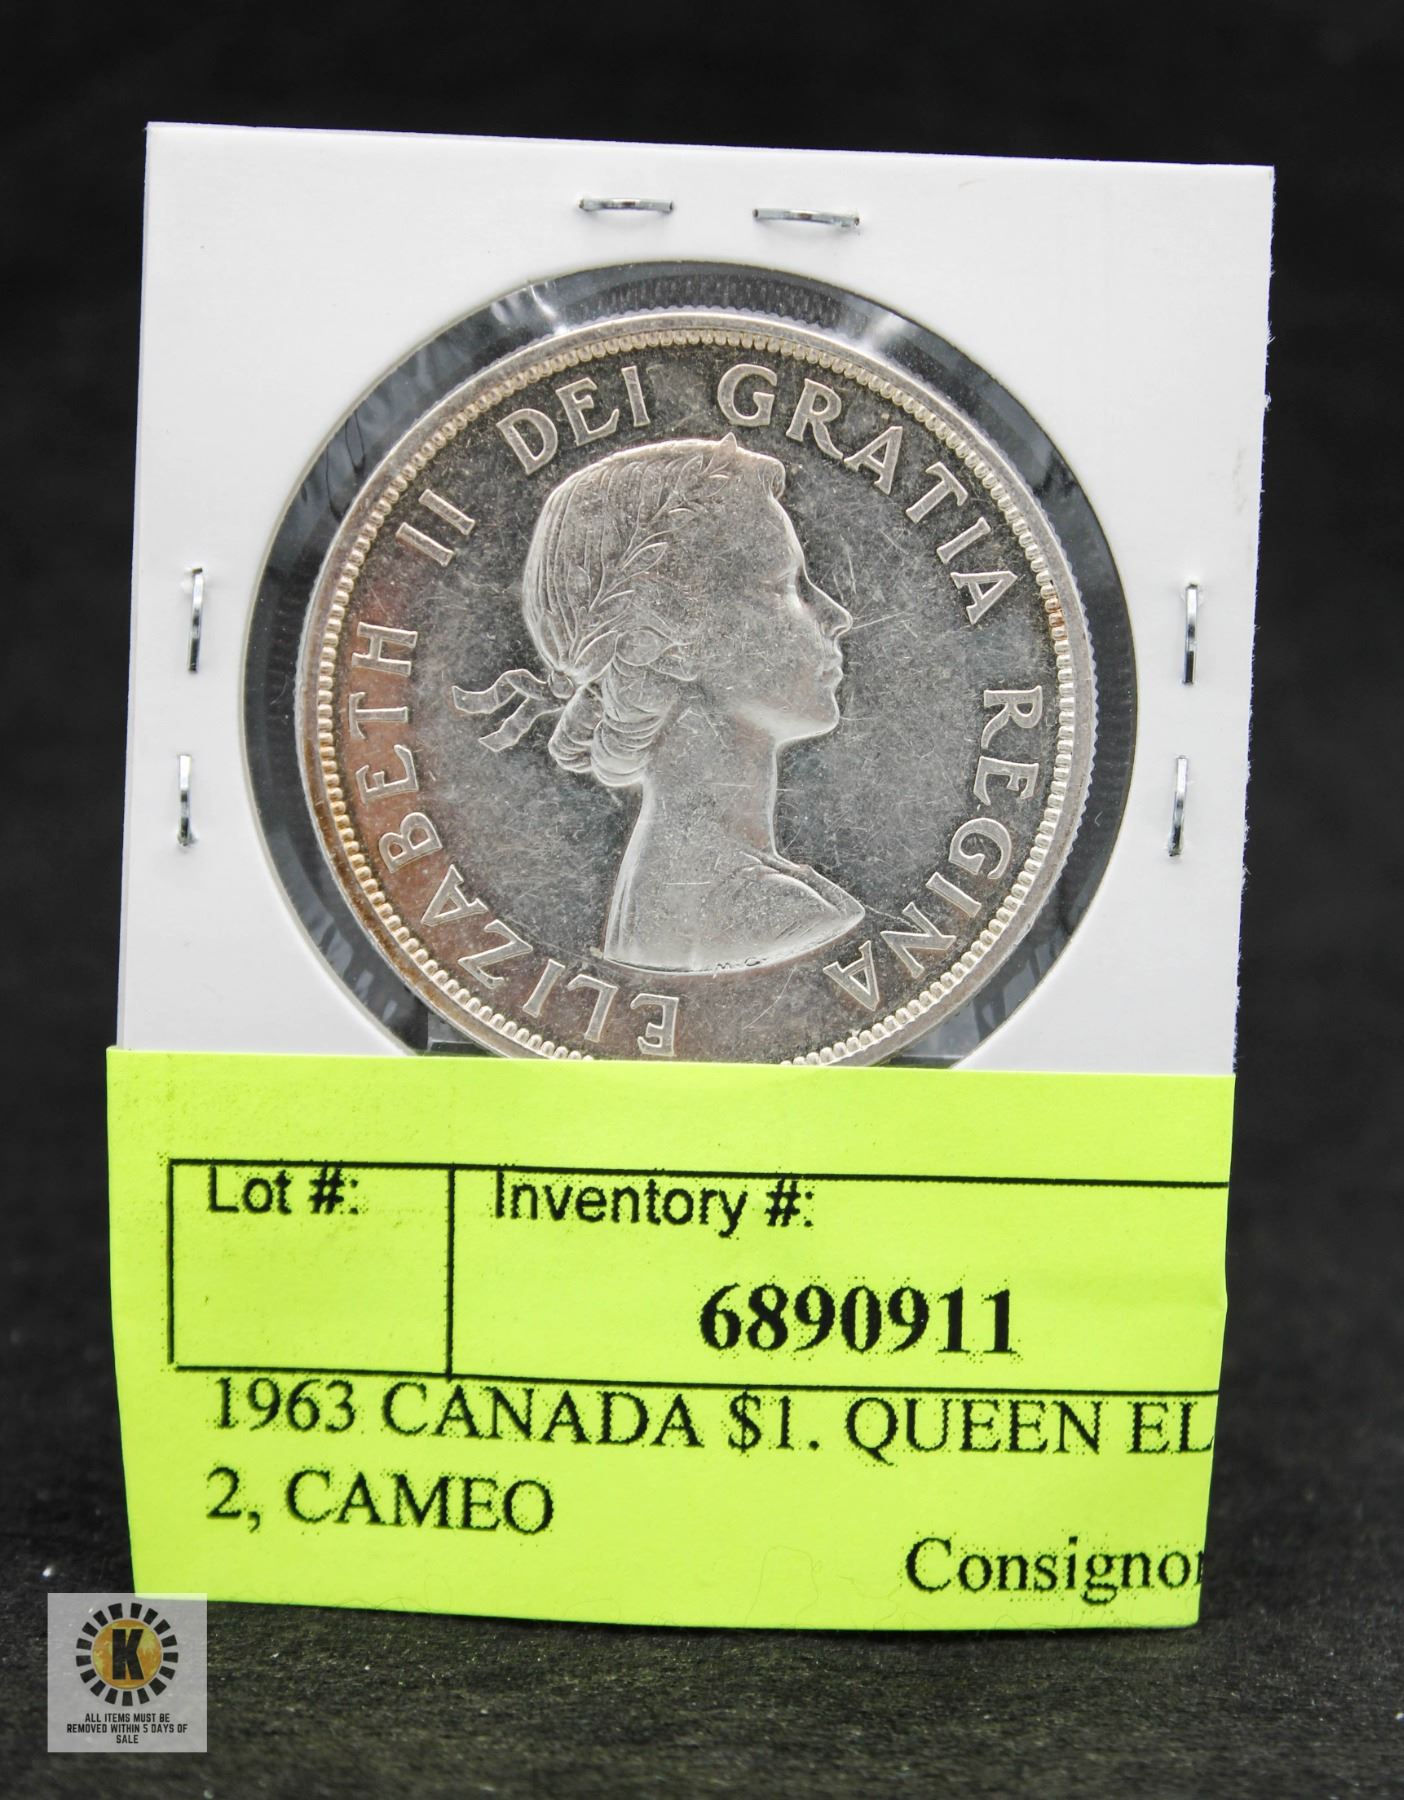 ELIZABETH II DEI GRATIA REGINA
M.G.
Lot #:
Inventory #:
6890911
1963 CANADA $1. QUEEN EL
2, CAMEO
Consignor
K
ALL ITEMS MUST BE
REMOVED WITHIN 5 DAYS OF
SALE